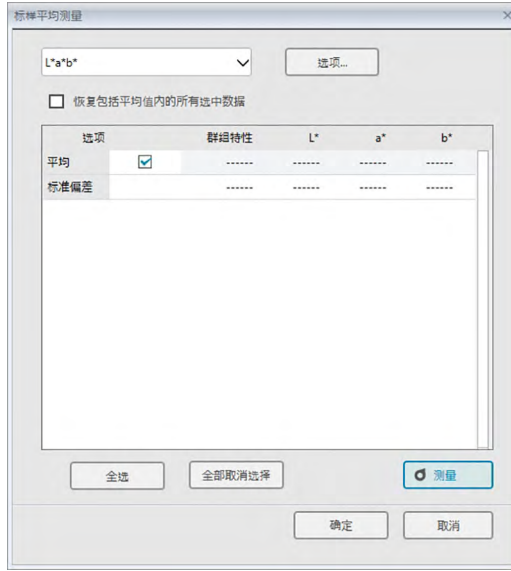 标样平均测量
L*a*b*
选项...
恢复包括平均值内的所有选中数据
选项 群组特性 L* a* b*
平均 ------ ------ ------ ------
标准偏差 ------ ------ ------ ------
全选 全部取消选择 测量
确定 取消